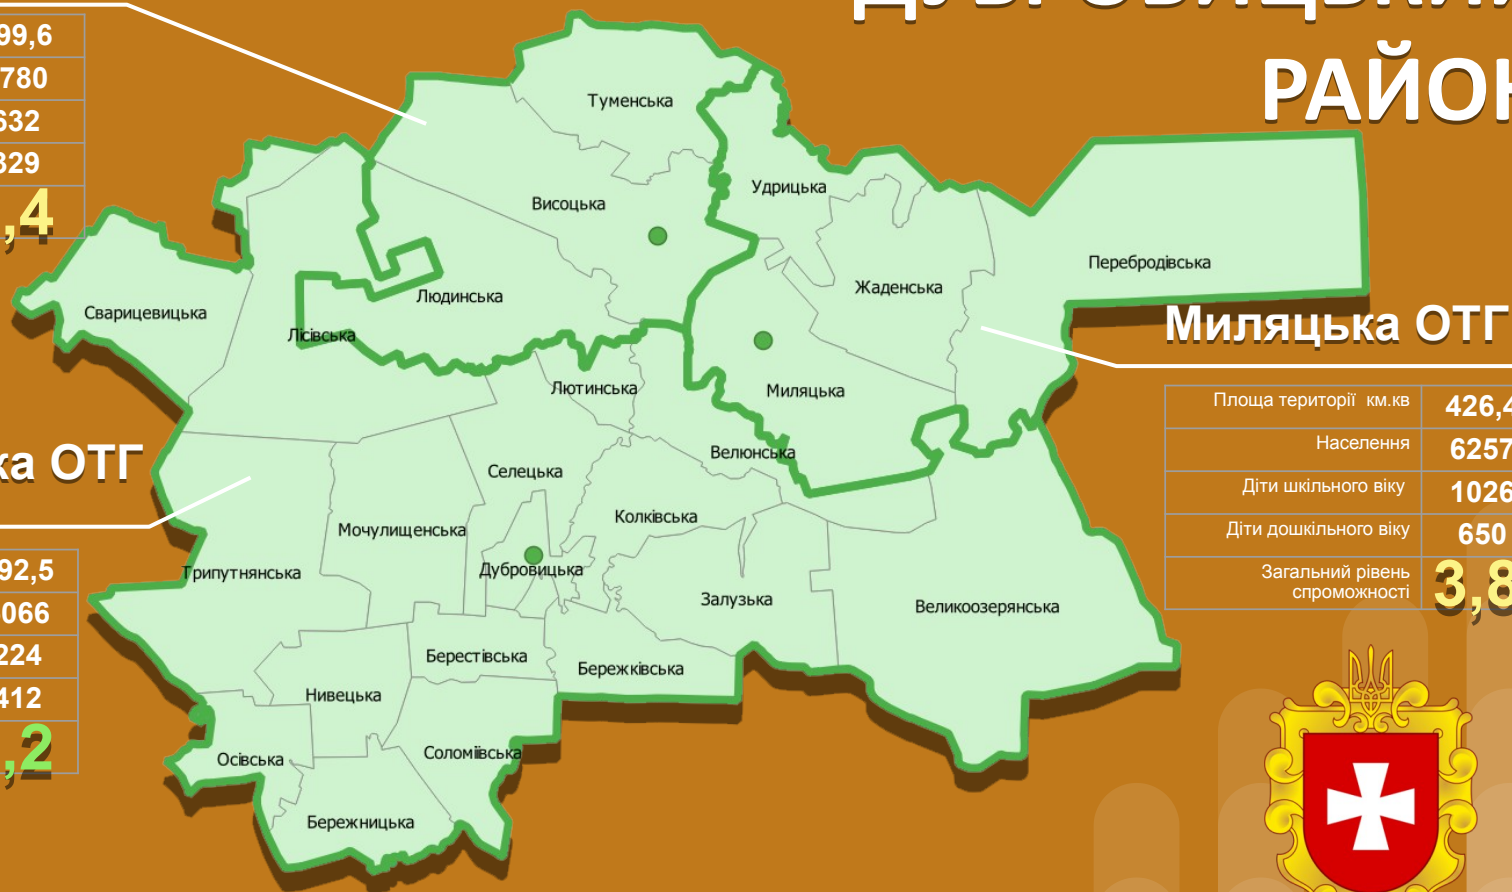 РАЙОН
99,6
780
632
329
,4
Туменська
Удрицька
Висоцька
Перебродівська
Жаденська
Людинська
Сварицевицька
Лісівська
Миляцька ОТГ
Площа території км.кв 426,4
Населення 6257
Діти шкільного віку 1026
Діти дошкільного віку 650
Загальний рівень
спроможності 3,8
Лютинська
Миляцька
Велюнська
Селецька
ка ОТГ
92,5
066
224
412
,2
Колківська
Мочулищенська
Дубровицька
Трипутнянська
Залузька
Великоозерянська
Берестівська
Бережківська
Нивецька
Соломіївська
Осівська
Бережницька